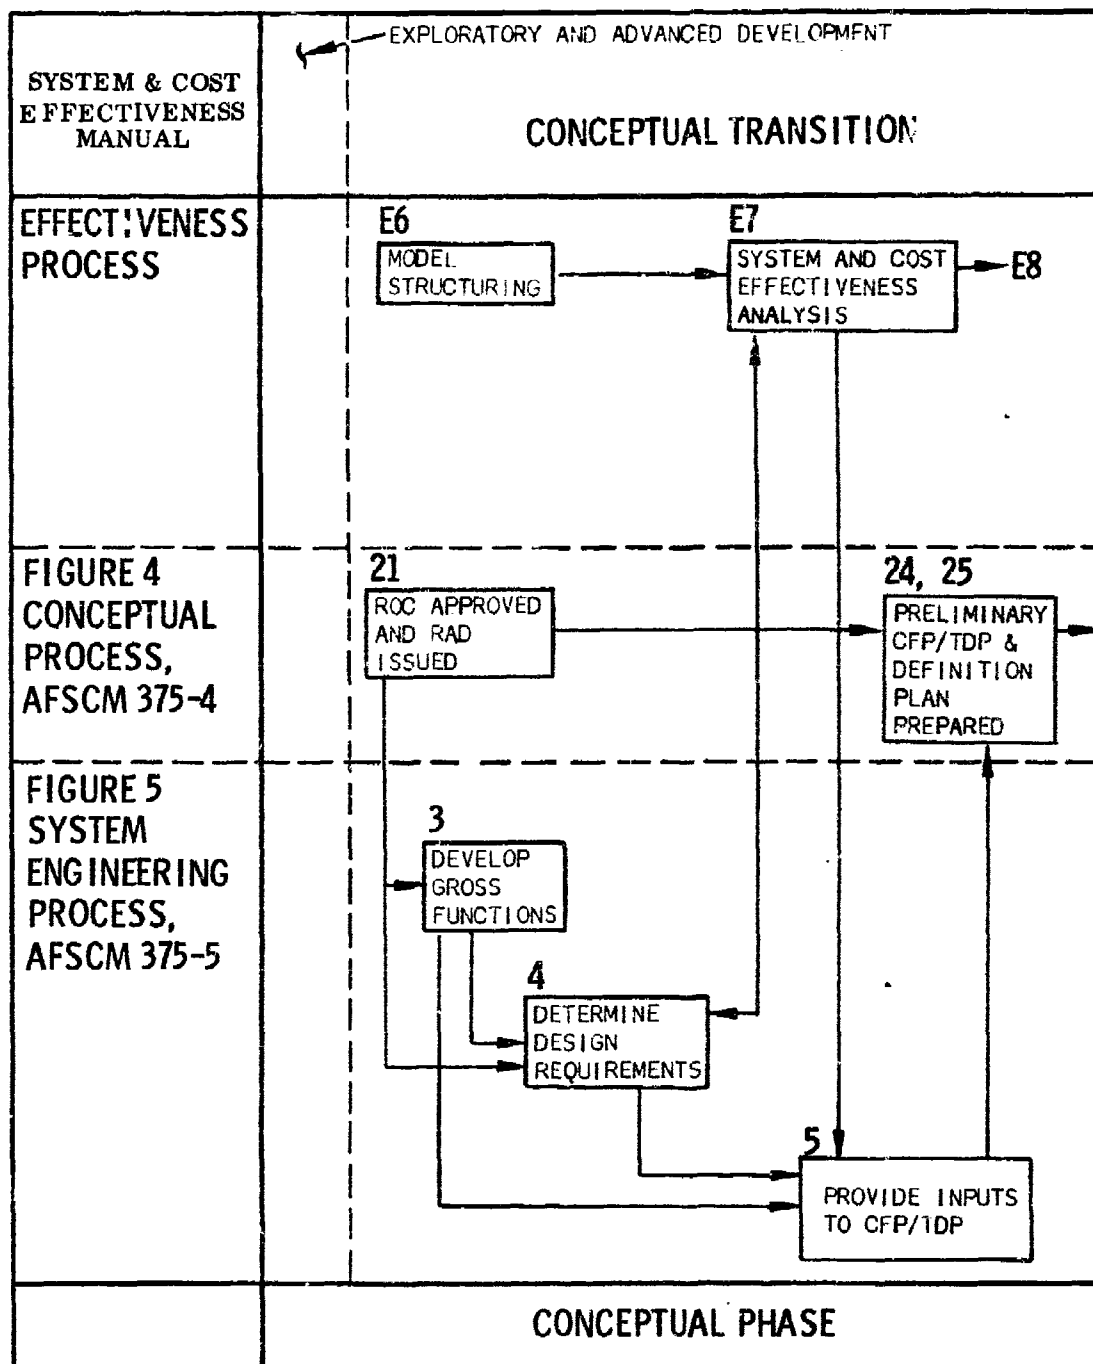 SYSTEM & COST
EFFECTIVENESS
MANUAL
EXPLORATORY AND ADVANCED DEVELOPMENT
CONCEPTUAL TRANSITION
EFFECTIVENESS
PROCESS
E6
MODEL
STRUCTURING
E7
SYSTEM AND COST
EFFECTIVENESS
ANALYSIS
E8
FIGURE 4
CONCEPTUAL
PROCESS,
AFSCM 375-4
21
ROC APPROVED
AND RAD
ISSUED
24, 25
PRELIMINARY
CFP/TDP &
DEFINITION
PLAN
PREPARED
FIGURE 5
SYSTEM
ENGINEERING
PROCESS,
AFSCM 375-5
3
DEVELOP
GROSS
FUNCTIONS
4
DETERMINE
DESIGN
REQUIREMENTS
5
PROVIDE INPUTS
TO CFP/TDP
CONCEPTUAL PHASE